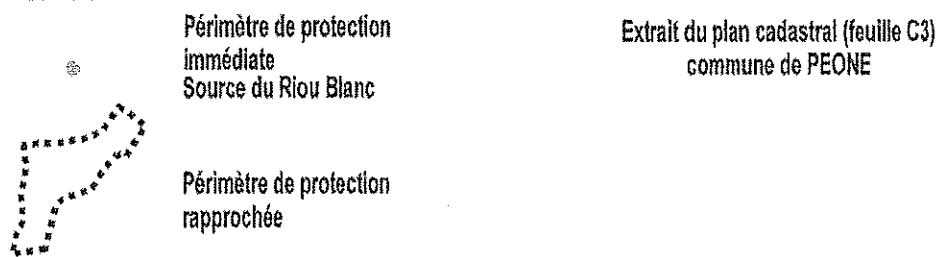 Périmètre de protection
immédiate
Source du Riou Blanc
Extrait du plan cadastral (feuille C3)
commune de PEONE
Périmètre de protection
rapprochée